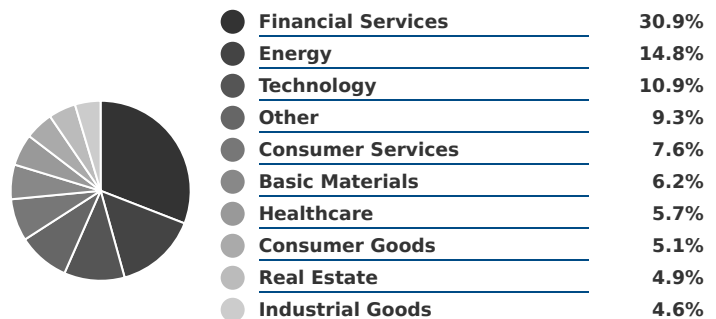 Financial Services 30.9%
Energy 14.8%
Technology 10.9%
Other 9.3%
Consumer Services 7.6%
Basic Materials 6.2%
Healthcare 5.7%
Consumer Goods 5.1%
Real Estate 4.9%
Industrial Goods 4.6%